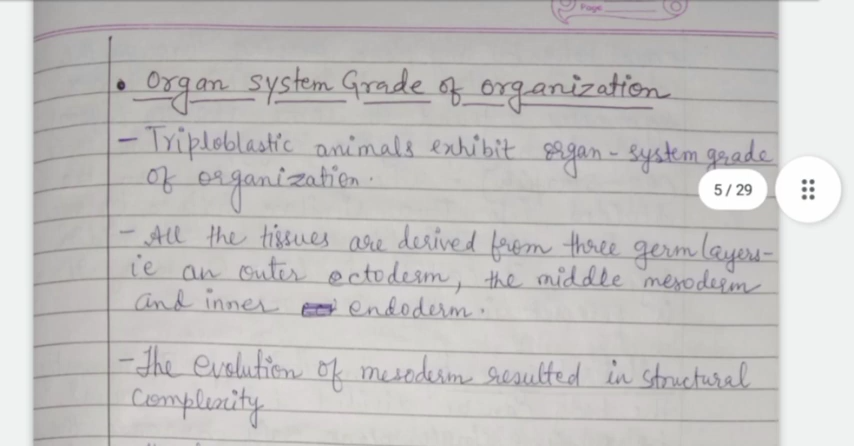 Page
• Organ system Grade of organization
- Triploblastic animals exhibit organ-system grade
of organization.
5 / 29
- All the tissues are derived from three germ layers-
ie an outer ectoderm, the middle mesoderm
and inner endoderm.
- The evolution of mesoderm resulted in structural
complexity